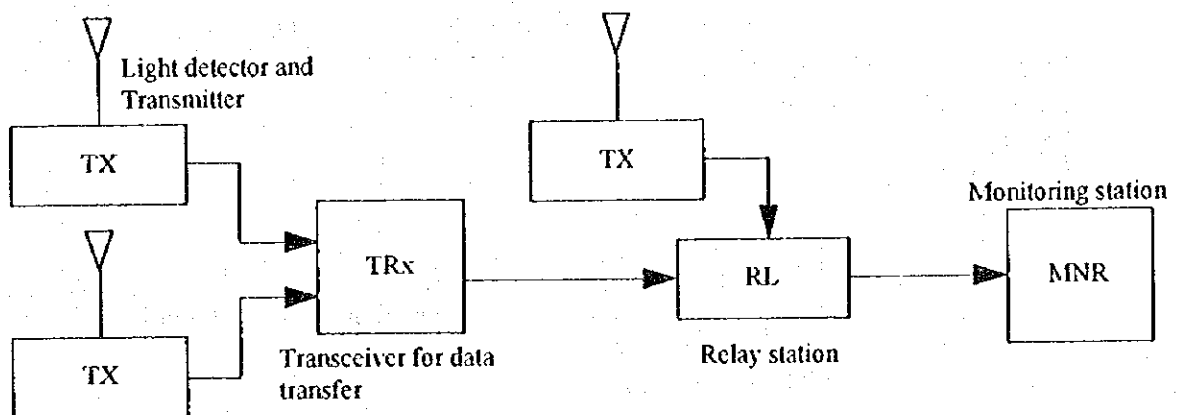 Light detector and
Transmitter
TX
TX
Monitoring station
TRx
RL
MNR
Transceiver for data
transfer
Relay station
TX